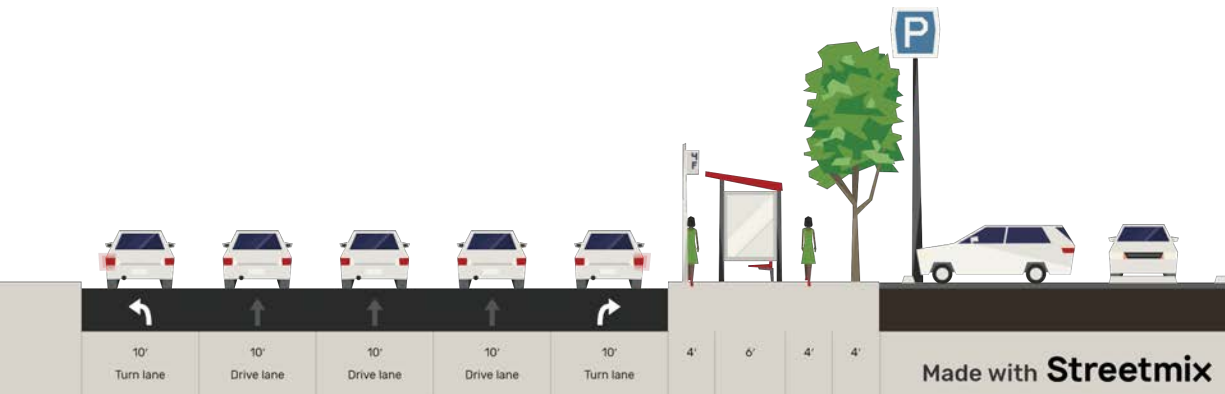 P
10' 10' 10' 10' 10' 4' 6' 4' 4'
Turn lane Drive lane Drive lane Drive lane Turn lane
Made with Streetmix